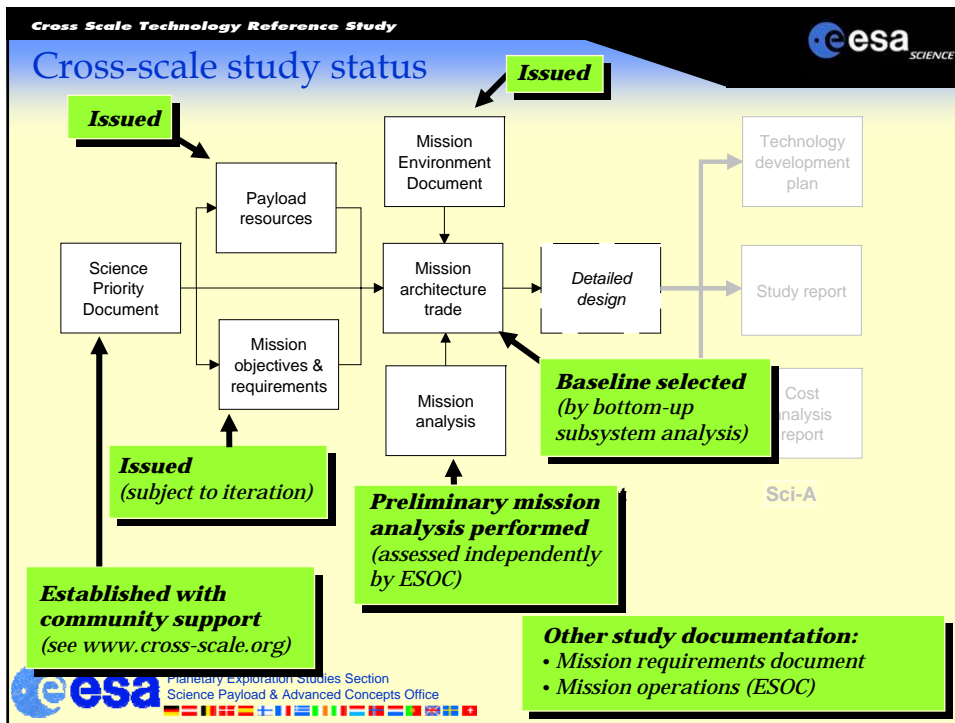 Cross Scale Technology Reference Study
esa
SCIENCE
Cross-scale study status
Issued
Issued
Mission
Environment
Document
Technology
development
plan
Payload
resources
Science
Priority
Document
Mission
architecture
trade
Detailed
design
Study report
Mission
objectives &
requirements
Mission
analysis
Baseline selected
(by bottom-up
subsystem analysis)
Cost
analysis
report
Issued
(subject to iteration)
Preliminary mission
analysis performed
(assessed independently
by ESOC)
Sci-A
Established with
community support
(see www.cross-scale.org)
Other study documentation:
• Mission requirements document
• Mission operations (ESOC)
esa
Planetary Exploration Studies Section
Science Payload & Advanced Concepts Office